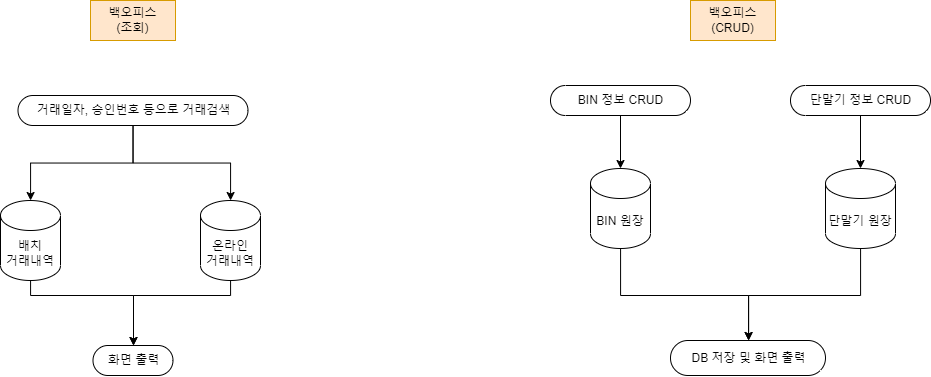 백오피스
(조회)
거래일자, 승인번호 등으로 거래검색
배치
거래내역
온라인
거래내역
화면 출력
백오피스
(CRUD)
BIN 정보 CRUD
단말기 정보 CRUD
BIN 원장
단말기 원장
DB 저장 및 화면 출력